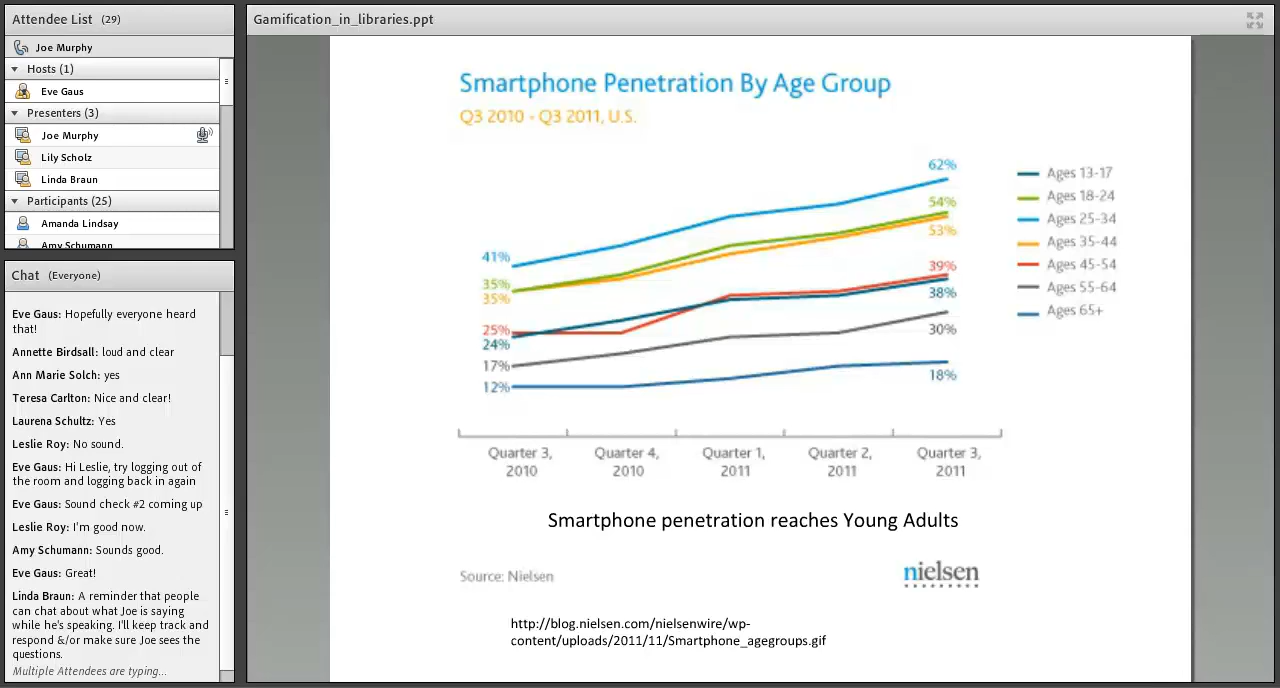 Attendee List (29)
Joe Murphy
Hosts (1)
Eve Gaus
Presenters (3)
Joe Murphy
Lily Scholz
Linda Braun
Participants (25)
Amanda Lindsay
Amy Schumann
Chat (Everyone)
Eve Gaus: Hopefully everyone heard
that!
Annette Birdsall: loud and clear
Ann Marie Solch: yes
Teresa Carlton: Nice and clear!
Laurena Schultz: Yes
Leslie Roy: No sound.
Eve Gaus: Hi Leslie, try logging out of
the room and logging back in again
Eve Gaus: Sound check #2 coming up
Leslie Roy: I'm good now.
Amy Schumann: Sounds good.
Eve Gaus: Great!
Linda Braun: A reminder that people
can chat about what Joe is saying
while he's speaking. I'll keep track and
respond &/or make sure Joe sees the
questions.
Multiple Attendees are typing...
Gamification_in_libraries.ppt
Smartphone Penetration By Age Group
Q3 2010 - Q3 2011, U.S.
62%
54%
53%
41%
35%
35%
39%
38%
25%
24%
30%
17%
12%
18%
Ages 13-17
Ages 18-24
Ages 25-34
Ages 35-44
Ages 45-54
Ages 55-64
Ages 65+
Quarter 3,
2010
Quarter 4,
2010
Quarter 1,
2011
Quarter 2,
2011
Quarter 3,
2011
Smartphone penetration reaches Young Adults
Source: Nielsen
nielsen
http://blog.nielsen.com/nielsenwire/wp-
content/uploads/2011/11/Smartphone_agegroups.gif